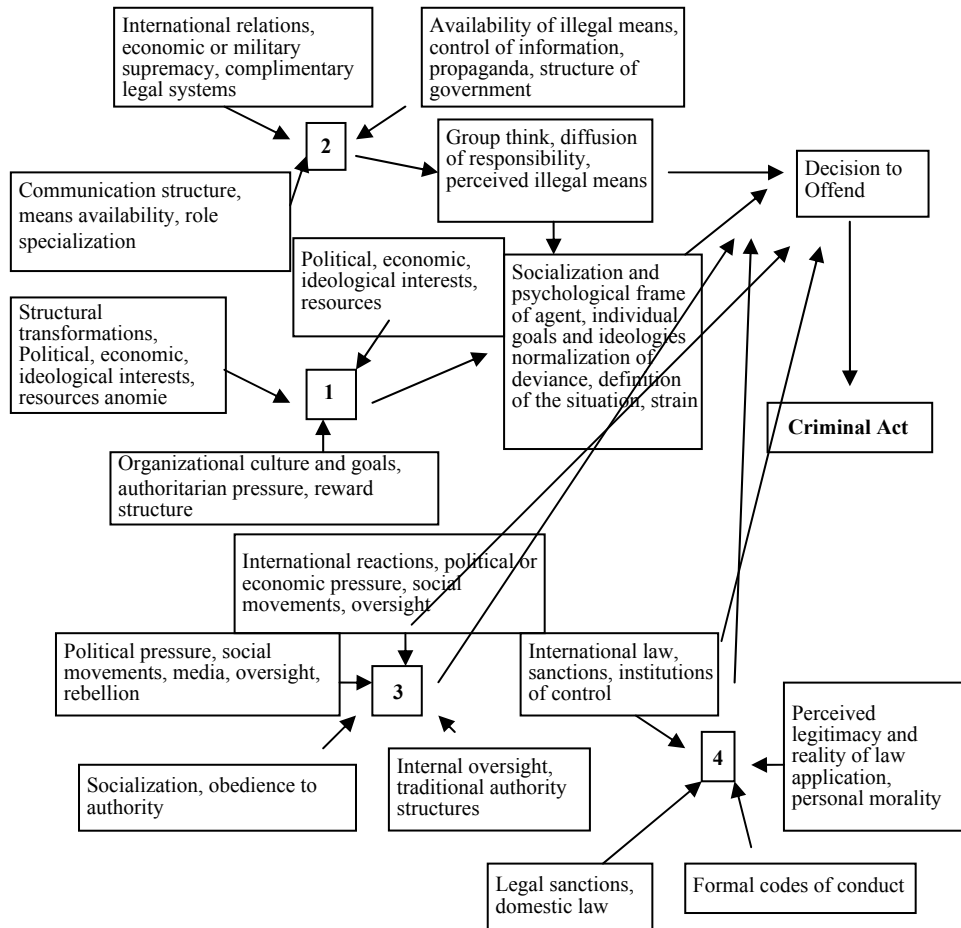 International relations,
economic or military
supremacy, complimentary
legal systems
Availability of illegal means,
control of information,
propaganda, structure of
government
2
Group think, diffusion
of responsibility,
perceived illegal means
Decision to
Offend
Communication structure,
means availability, role
specialization
Political, economic,
ideological interests,
resources
Socialization and
psychological frame
of agent, individual
goals and ideologies
normalization of
deviance, definition
of the situation, strain
Structural
transformations,
Political, economic,
ideological interests,
resources anomie
1
Criminal Act
Organizational culture and goals,
authoritarian pressure, reward
structure
International reactions, political or
economic pressure, social
movements, oversight
Political pressure, social
movements, media, oversight,
rebellion
3
International law,
sanctions, institutions
of control
4
Perceived
legitimacy and
reality of law
application,
personal morality
Socialization, obedience to
authority
Internal oversight,
traditional authority
structures
Legal sanctions,
domestic law
Formal codes of conduct